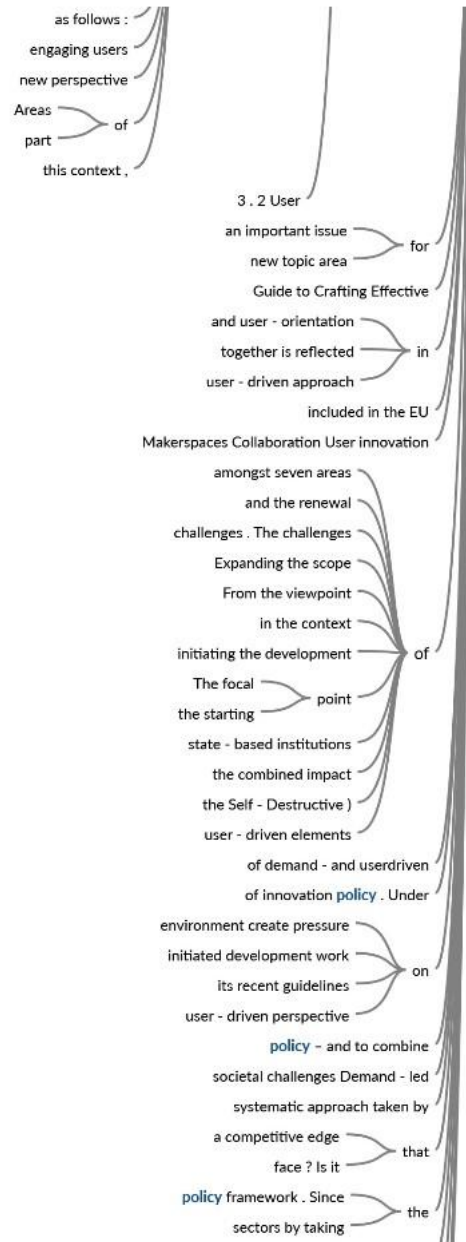 as follows :
engaging users
new perspective
Areas
of
part
this context ,
3 . 2 User
an important issue
for
new topic area
Guide to Crafting Effective
and user - orientation
together is reflected
in
user - driven approach
included in the EU
Makerspaces Collaboration User innovation
amongst seven areas
and the renewal
challenges . The challenges
Expanding the scope
From the viewpoint
in the context
initiating the development
of
The focal
point
the starting
state - based institutions
the combined impact
the Self - Destructive )
user - driven elements
of demand - and userdriven
of innovation policy . Under
environment create pressure
initiated development work
on
its recent guidelines
user - driven perspective
policy – and to combine
societal challenges Demand - led
systematic approach taken by
a competitive edge
that
face ? Is it
policy framework . Since
the
sectors by taking